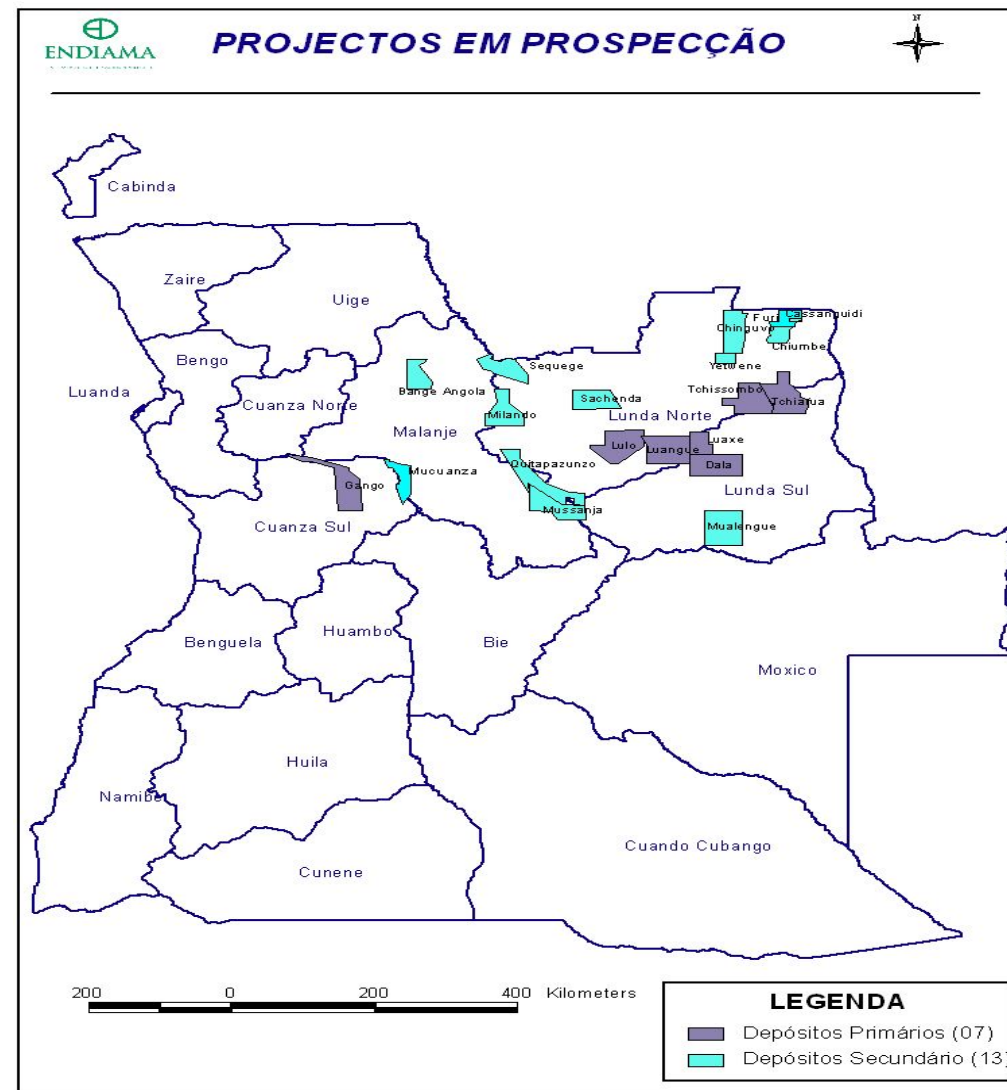 ENDIAMA
PROJECTOS EM PROSPECÇÃO
N
Cabinda
Zaire
Uige
Bengo
Luanda
Cuanza Norte
Bange Angola
Malanje
Sequege
Milando
Sachenda
Lunda Norte
Furi
Cassanguidi
Chinguvo
Chiumbe
Yetwene
Tchissombo
Tchiafua
Lulo
Luangue
Luaxe
Dala
Lunda Sul
Quitapazunzo
Mussanja
Mualengue
Gango
Mucuanza
Cuanza Sul
Benguela
Huambo
Bie
Moxico
Huila
Namibe
Cunene
Cuando Cubango
200 0 200 400 Kilometers
LEGENDA
Depósitos Primários (07)
Depósitos Secundário (13)